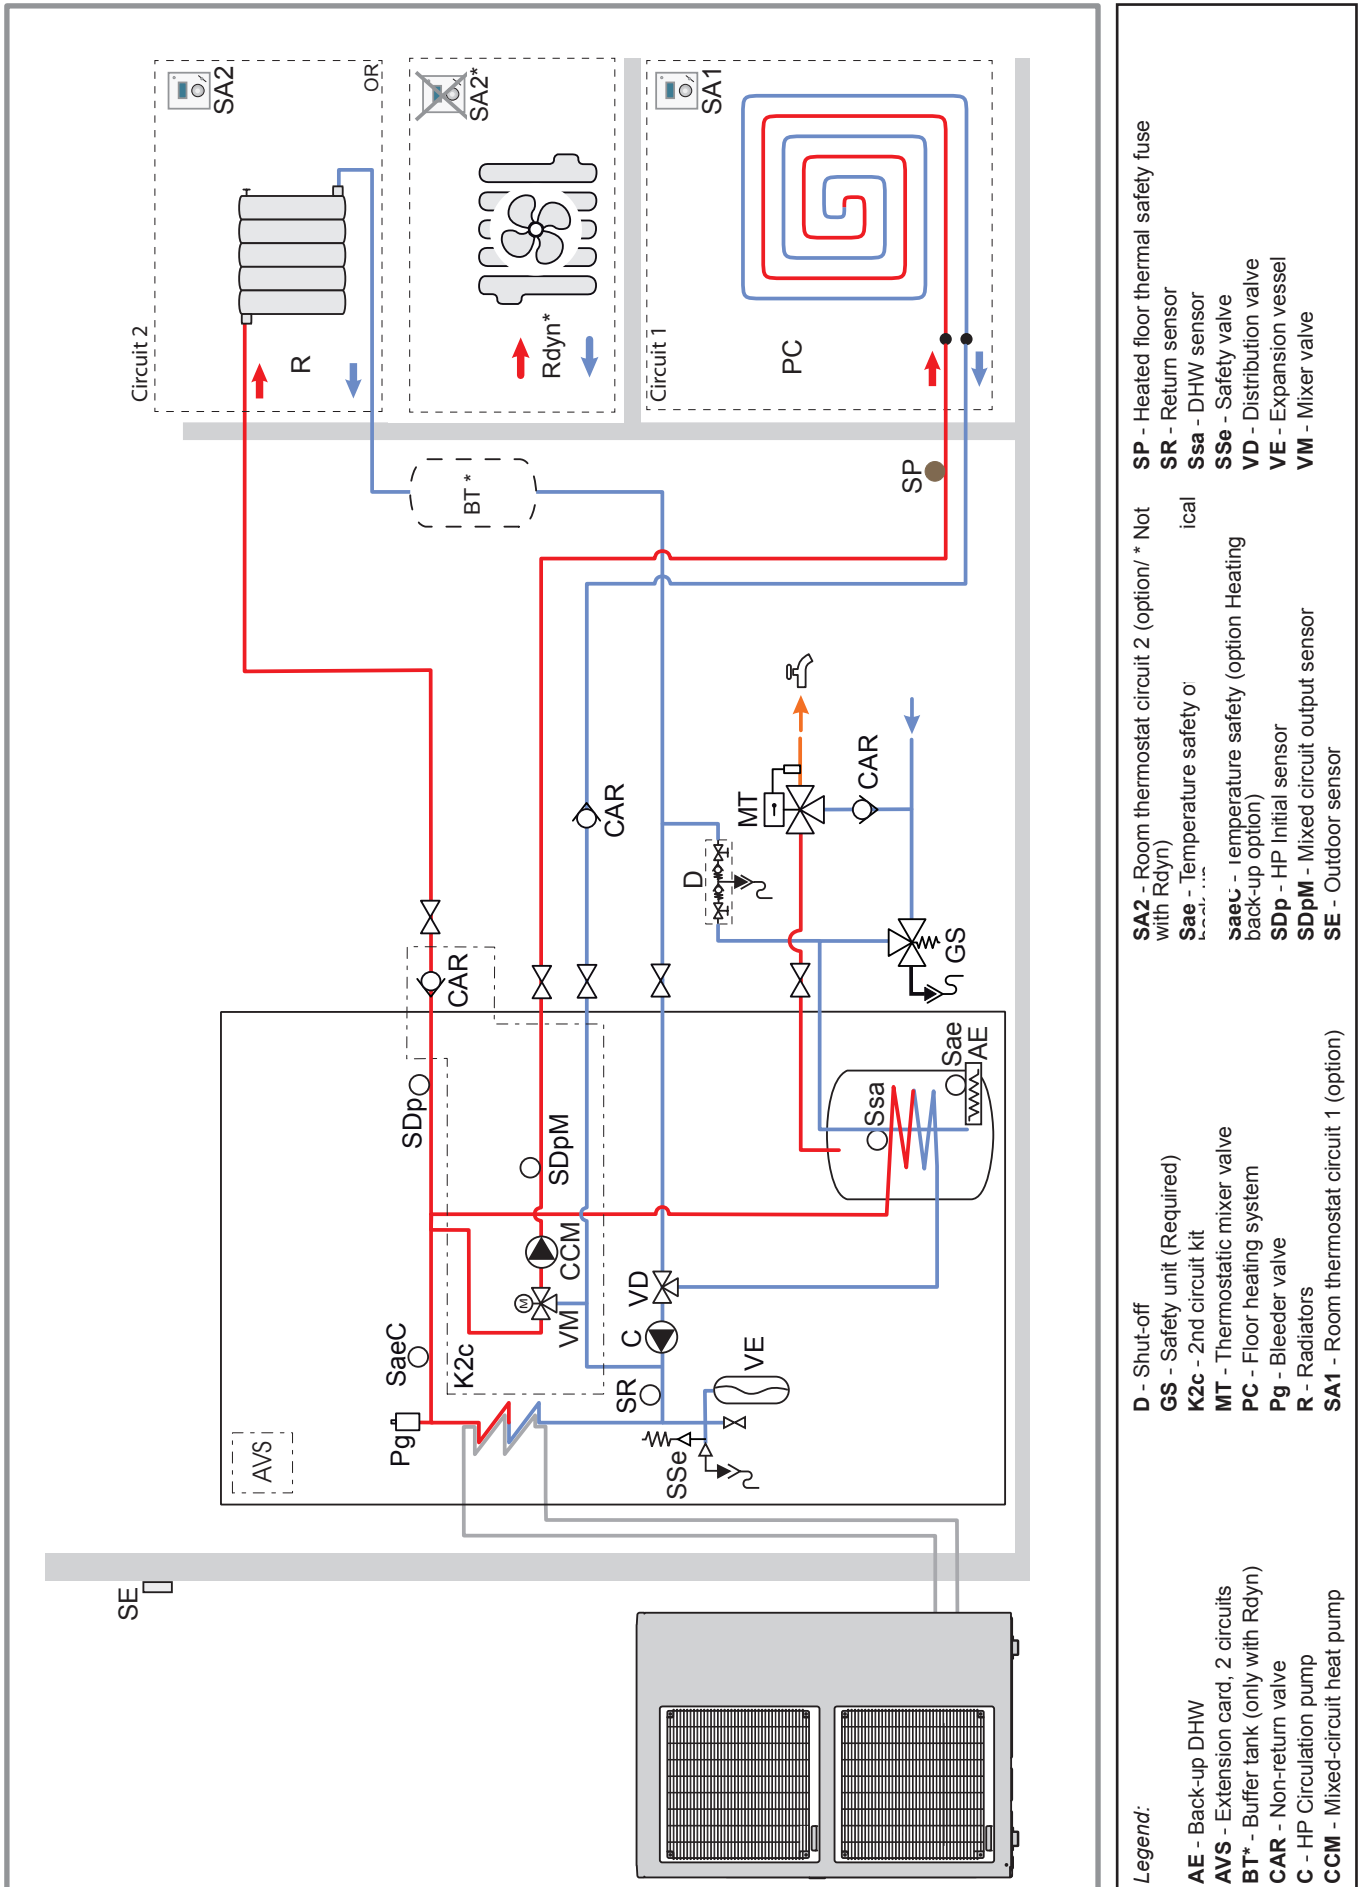 SE
AVS
Pg
SaeC
K2c
SDp
CAR
SDpM
CCM
VM
SR
C
VD
VE
SSe
Ssa
Sae
AE
GS
D
MT
CAR
CAR
SP
BT *
Circuit 2
R
SA2
OR
Rdyn*
SA2*
Circuit 1
PC
SA1
M
Legend:
AE - Back-up DHW
AVS - Extension card, 2 circuits
BT* - Buffer tank (only with Rdyn)
CAR - Non-return valve
C - HP Circulation pump
CCM - Mixed-circuit heat pump
D - Shut-off
GS - Safety unit (Required)
K2c - 2nd circuit kit
MT - Thermostatic mixer valve
PC - Floor heating system
Pg - Bleeder valve
R - Radiators
SA1 - Room thermostat circuit 1 (option)
SA2 - Room thermostat circuit 2 (option/ * Not
with Rdyn)
Sae - Temperature safety
SaeC - Temperature safety (option Heating
back-up option)
SDp - HP Initial sensor
SDpM - Mixed circuit output sensor
SE - Outdoor sensor
SP - Heated floor thermal safety fuse
SR - Return sensor
Ssa - DHW sensor
SSe - Safety valve
VD - Distribution valve
VE - Expansion vessel
VM - Mixer valve